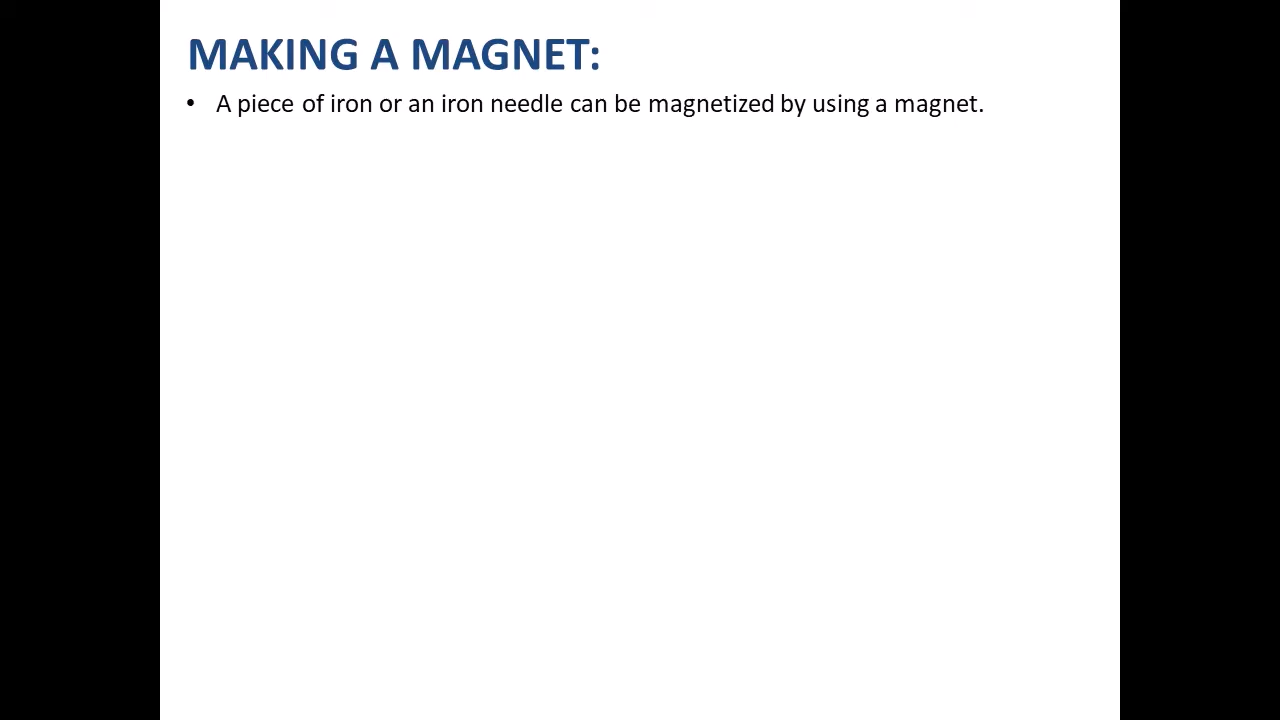 MAKING A MAGNET:
• A piece of iron or an iron needle can be magnetized by using a magnet.